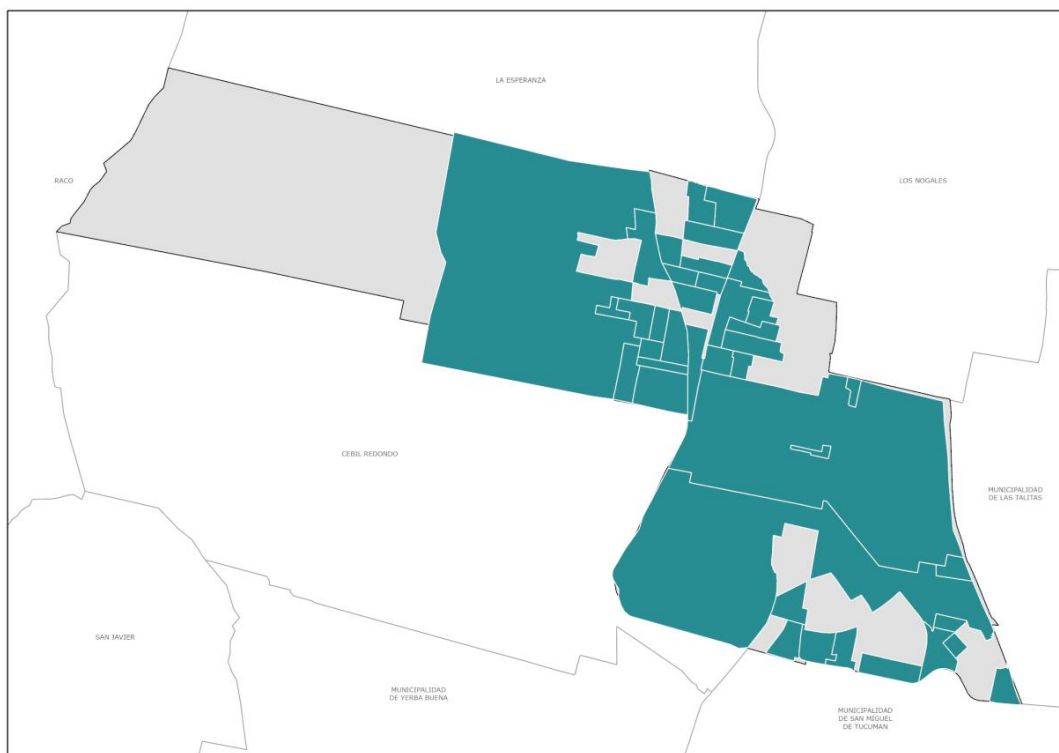 LA ESPERANZA
RACO
LOS NOGALES
CEBIL REDONDO
MUNICIPALIDAD
DE LAS TALITAS
SAN JAVIER
MUNICIPALIDAD
DE YERBA BUENA
MUNICIPALIDAD
DE SAN MIGUEL
DE TUCUMAN